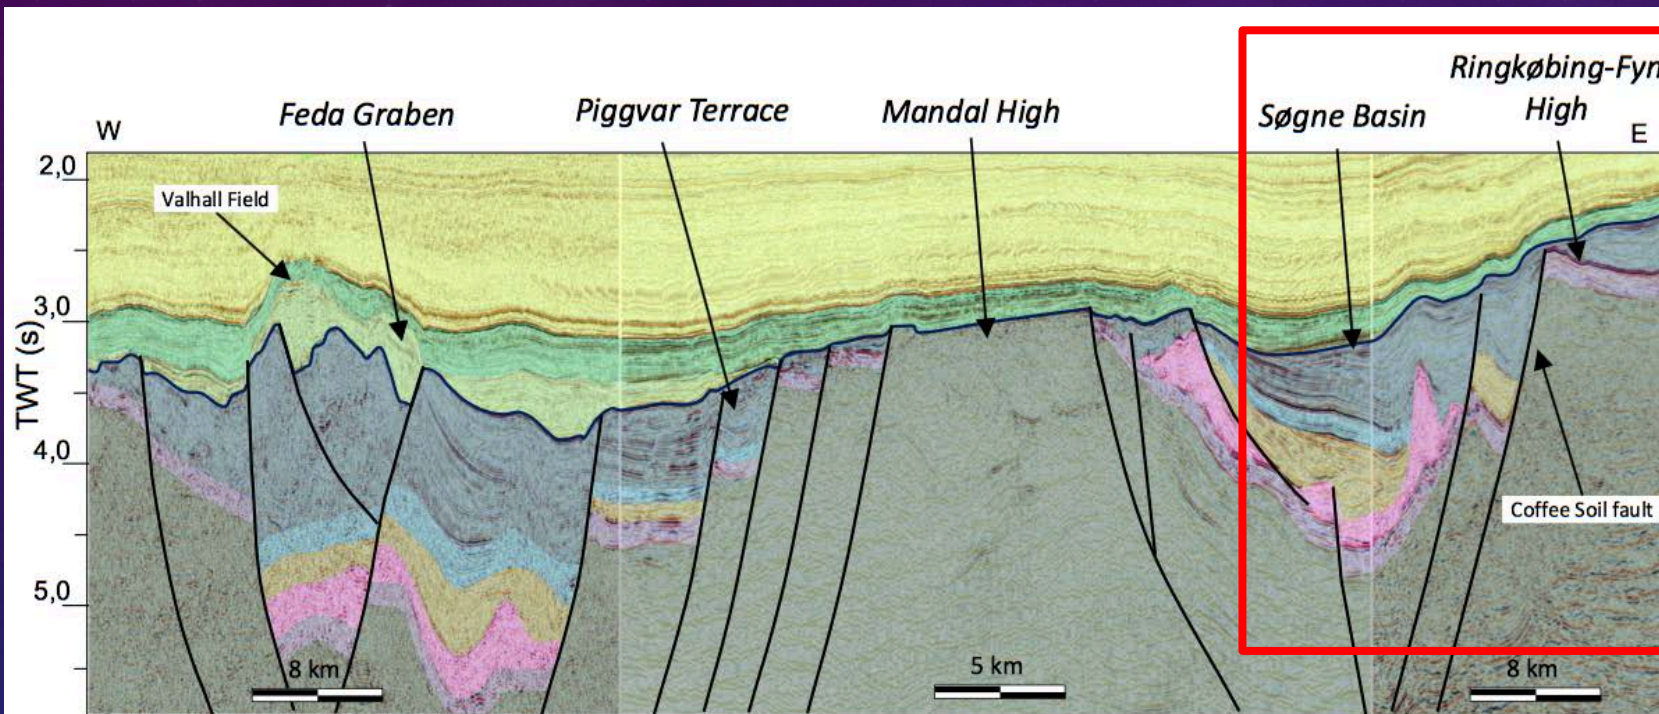 Ringkøbing-Fyn
High
Feda Graben
Piggvar Terrace
Mandal High
Søgne Basin
W
E
2,0
Valhall Field
3,0
TWT (s)
4,0
Coffee Soil fault
5,0
8 km
5 km
8 km